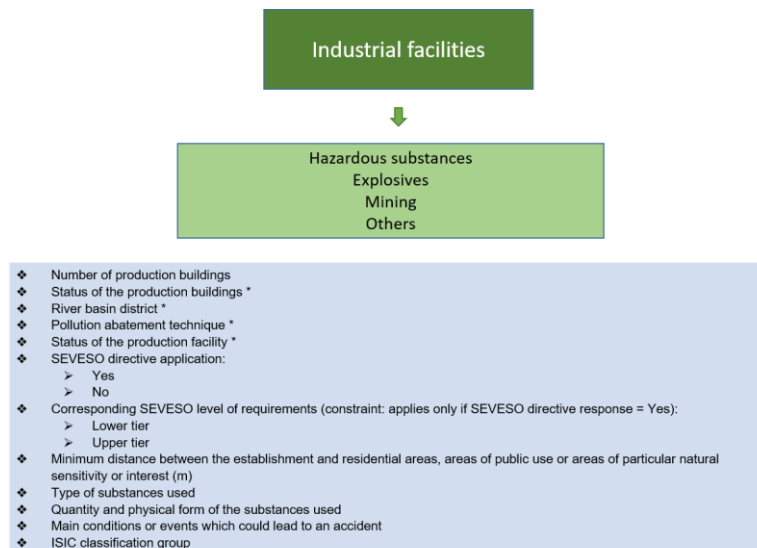 Industrial facilities
Hazardous substances
Explosives
Mining
Others
❖ Number of production buildings
❖ Status of the production buildings *
❖ River basin district *
❖ Pollution abatement technique *
❖ Status of the production facility *
❖ SEVESO directive application:
➢ Yes
➢ No
❖ Corresponding SEVESO level of requirements (constraint: applies only if SEVESO directive response = Yes):
➢ Lower tier
➢ Upper tier
❖ Minimum distance between the establishment and residential areas, areas of public use or areas of particular natural
sensitivity or interest (m)
❖ Type of substances used
❖ Quantity and physical form of the substances used
❖ Main conditions or events which could lead to an accident
❖ ISIC classification group